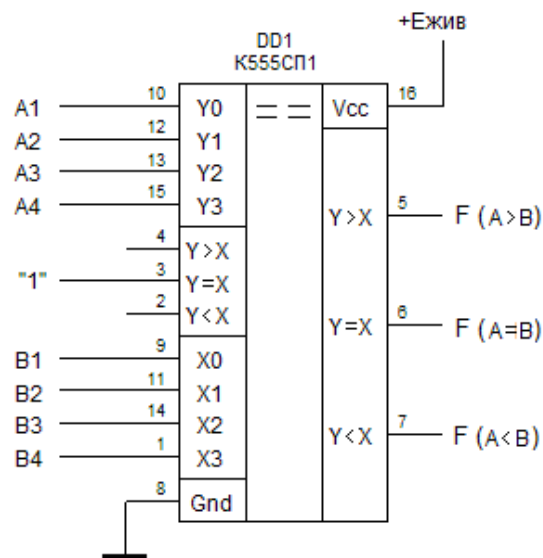 +Eжив
DD1
К555СП1
A1 10 Y0 == Vcc 16
A2 12 Y1
A3 13 Y2
A4 15 Y3
Y>X 5 F (A>B)
4 Y>X
"1" 3 Y=X
2 Y<X
Y=X 6 F (A=B)
B1 9 X0
B2 11 X1
B3 14 X2
Y<X 7 F (A<B)
B4 1 X3
8 Gnd